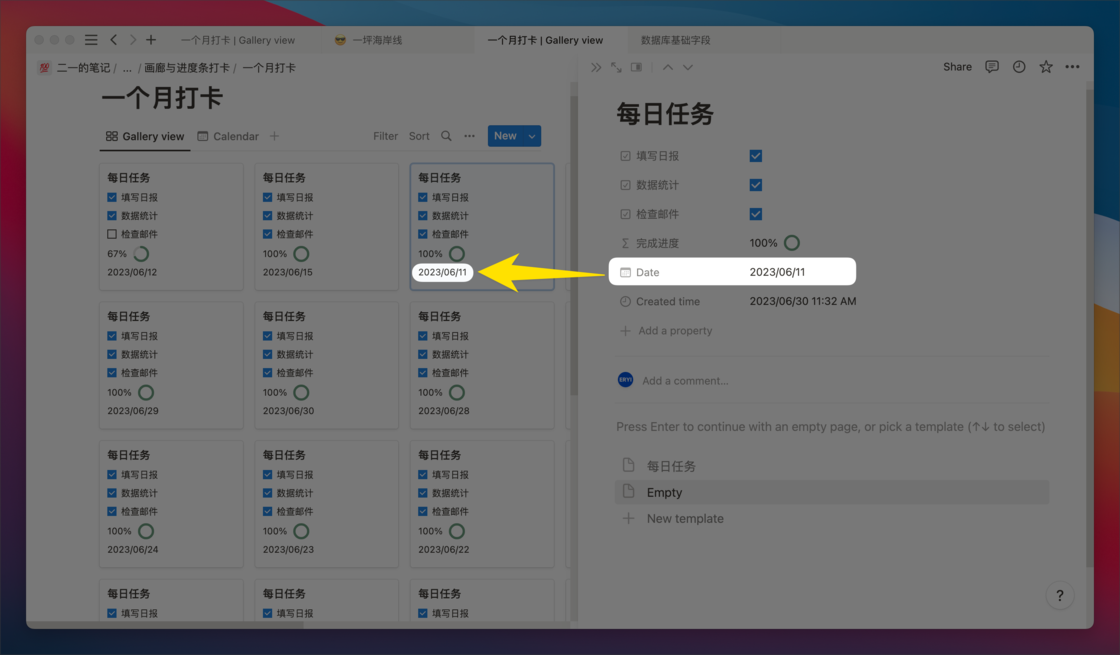 一个月打卡 | Gallery view
😎 一坪海岸线
一个月打卡 | Gallery view
数据库基础字段
💯 二一的笔记 / ... / 画廊与进度条打卡 / 一个月打卡
Share
一个月打卡
Gallery view Calendar
Filter Sort New
每日任务
填写日报
数据统计
检查邮件
67%
2023/06/12
每日任务
填写日报
数据统计
检查邮件
100%
2023/06/15
每日任务
填写日报
数据统计
检查邮件
100%
2023/06/11
每日任务
填写日报
数据统计
检查邮件
100%
2023/06/29
每日任务
填写日报
数据统计
检查邮件
100%
2023/06/30
每日任务
填写日报
数据统计
检查邮件
100%
2023/06/28
每日任务
填写日报
数据统计
检查邮件
100%
2023/06/24
每日任务
填写日报
数据统计
检查邮件
100%
2023/06/23
每日任务
填写日报
数据统计
检查邮件
100%
2023/06/22
每日任务
填写日报
每日任务
填写日报
每日任务
填写日报
每日任务
填写日报
数据统计
检查邮件
完成进度 100%
Date 2023/06/11
Created time 2023/06/30 11:32 AM
Add a property
ERYI Add a comment...
Press Enter to continue with an empty page, or pick a template (↑↓ to select)
每日任务
Empty
New template
?